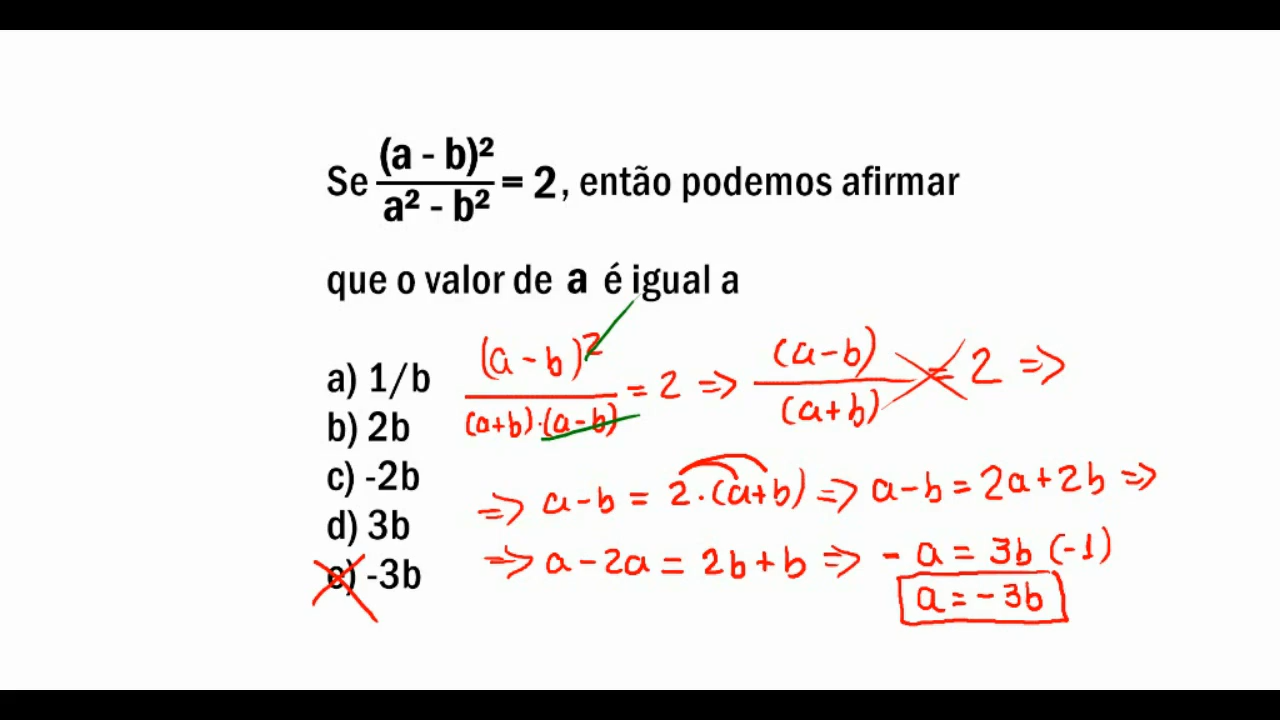 Se (a - b)² / a² - b² = 2, então podemos afirmar
que o valor de a é igual a
a) 1/b
b) 2b
c) -2b
d) 3b
e) -3b
(a-b)² / (a+b)·(a-b) = 2 => (a-b) / (a+b) = 2 =>
=> a-b = 2·(a+b) => a-b = 2a+2b =>
=> a-2a = 2b+b => -a = 3b (-1)
a = -3b